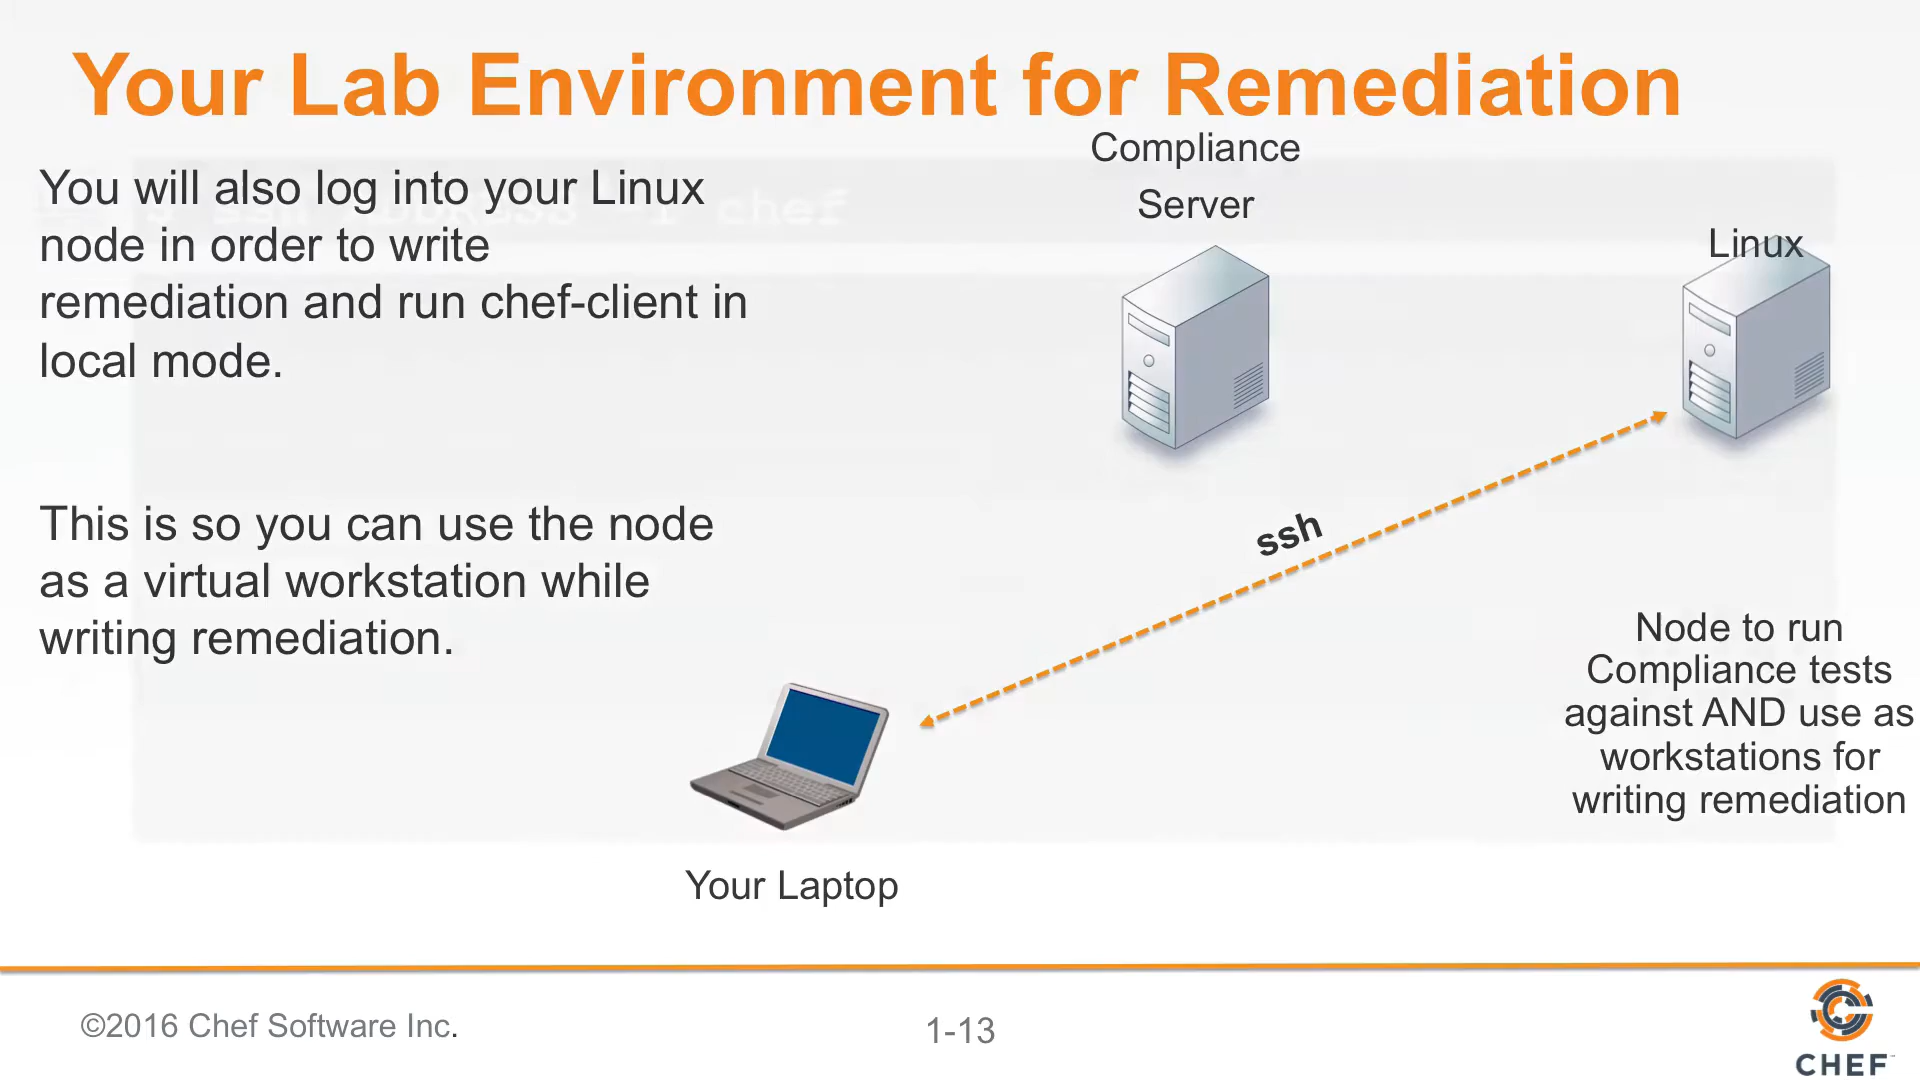 Your Lab Environment for Remediation
You will also log into your Linux
node in order to write
remediation and run chef-client in
local mode.
This is so you can use the node
as a virtual workstation while
writing remediation.
Compliance
Server
Linux
ssh
Node to run
Compliance tests
against AND use as
workstations for
writing remediation
Your Laptop
©2016 Chef Software Inc.
1-13
CHEF